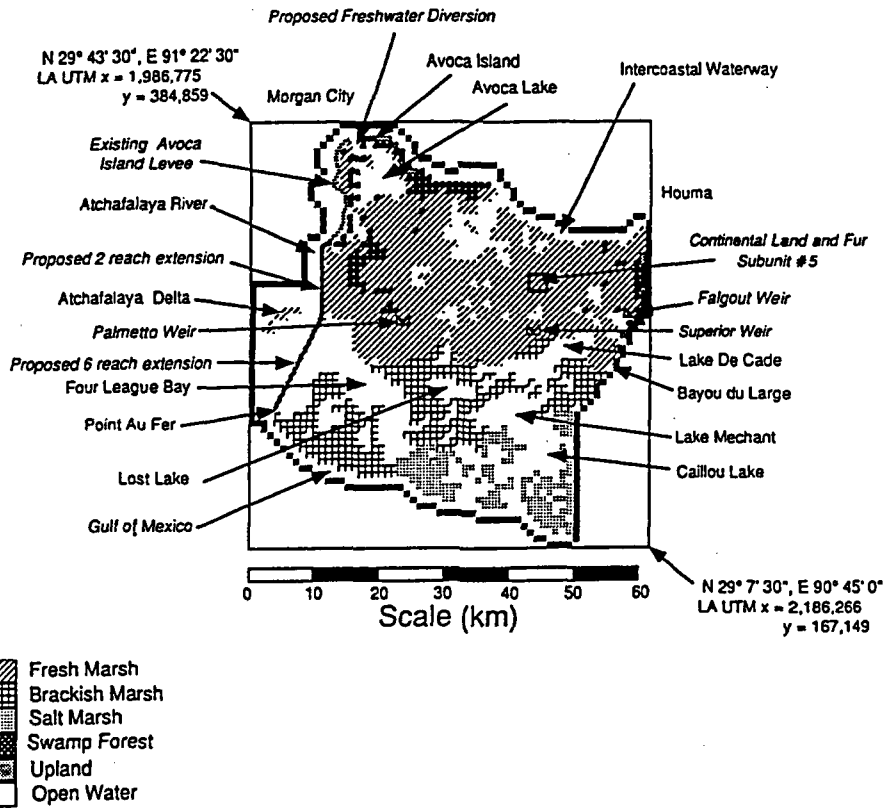 Proposed Freshwater Diversion
N 29° 43' 30", E 91° 22' 30"
LA UTM x = 1,986,775
y = 384,859
Avoca Island
Morgan City
Avoca Lake
Intercoastal Waterway
Existing Avoca
Island Levee
Houma
Atchafalaya River
Continental Land and Fur
Subunit #5
Proposed 2 reach extension
Atchafalaya Delta
Falgout Weir
Palmetto Weir
Superior Weir
Proposed 6 reach extension
Lake De Cade
Four League Bay
Bayou du Large
Point Au Fer
Lake Mechant
Lost Lake
Caillou Lake
Gulf of Mexico
0 10 20 30 40 50 60
Scale (km)
N 29° 7' 30", E 90° 45' 0"
LA UTM x = 2,186,266
y = 167,149
Fresh Marsh
Brackish Marsh
Salt Marsh
Swamp Forest
Upland
Open Water